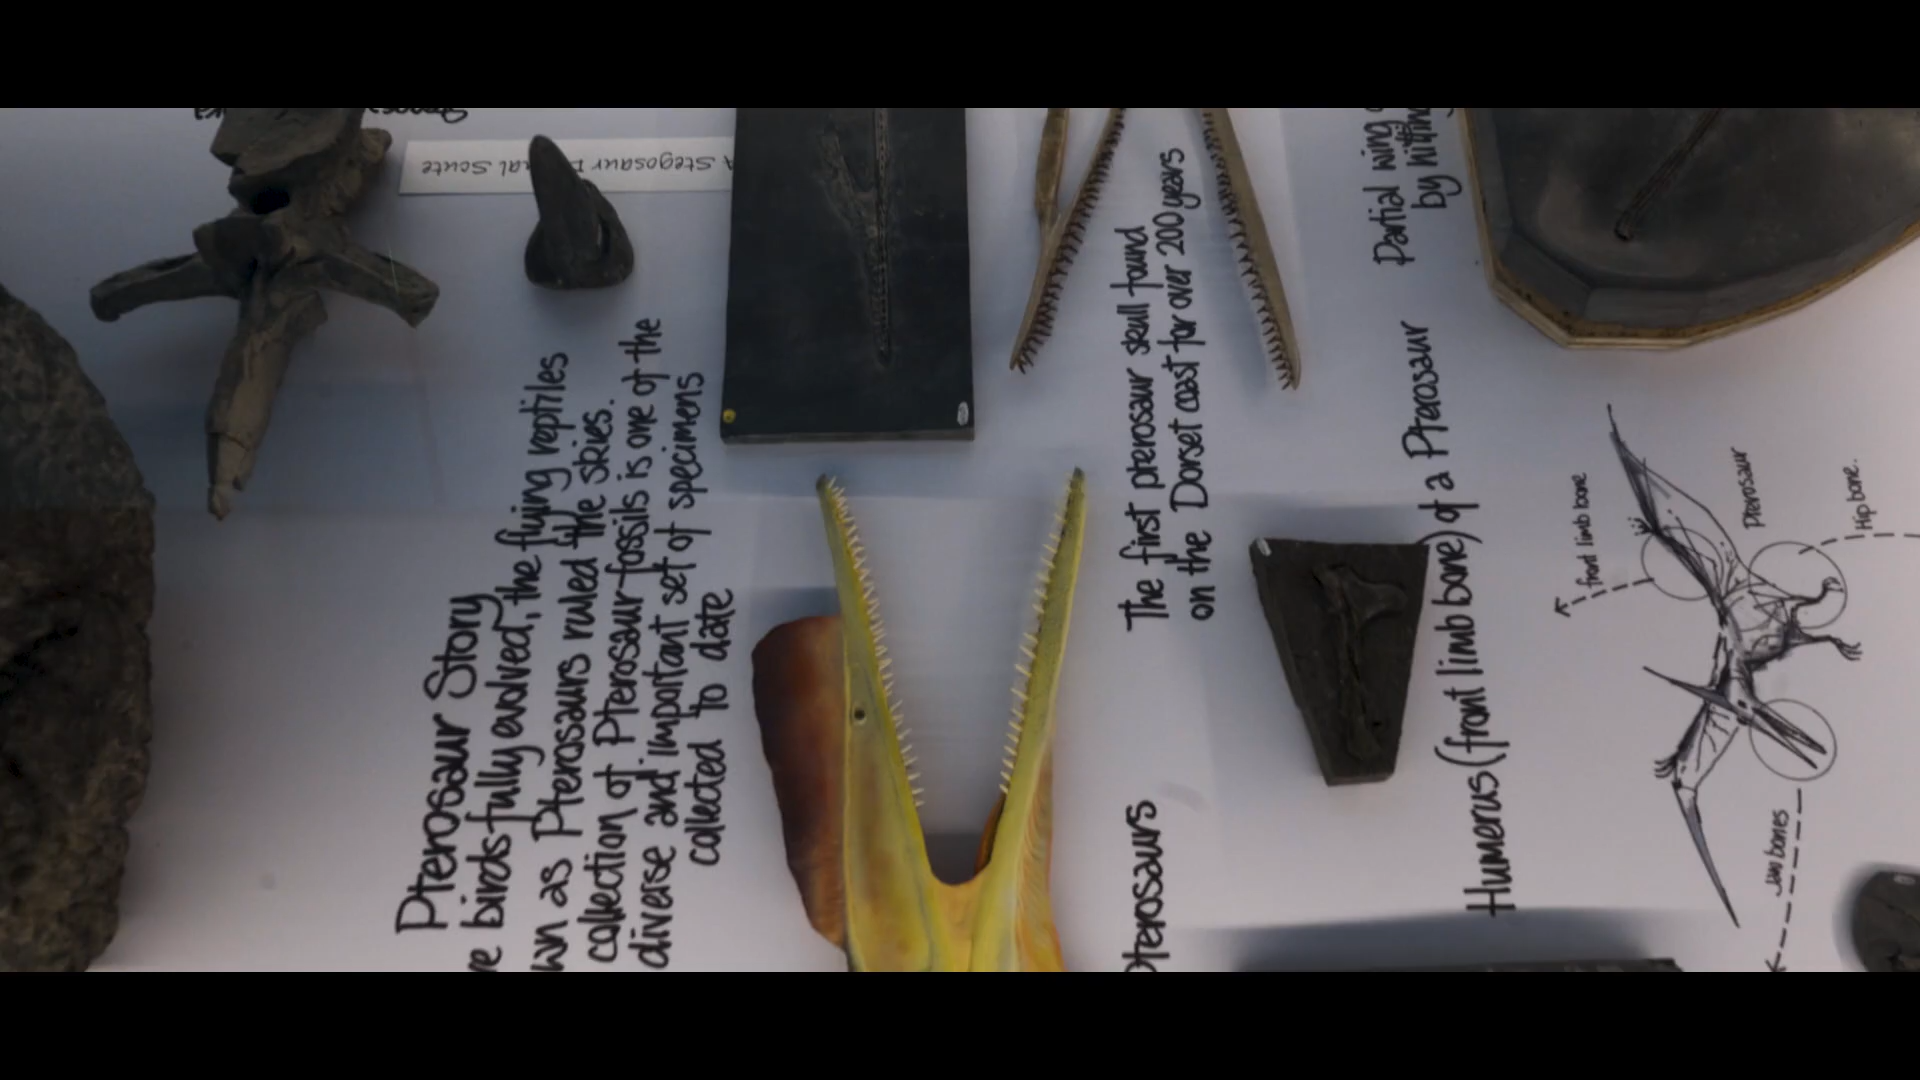 A Stegosaur
Scute
Pterosaur Story
birds fully evolved, the flying reptiles
as Pterosaurs ruled the skies.
collection of Pterosaur fossils is one of the
diverse and important set of specimens
collected to date
The first pterosaur skull found
on the Dorset coast for over 200 years
Pterosaurs
Partial wing
by hitting
Humerus (front limb bone) of a Pterosaur
front limb bone
Pterosaur
Hip bone.
Jaw bones